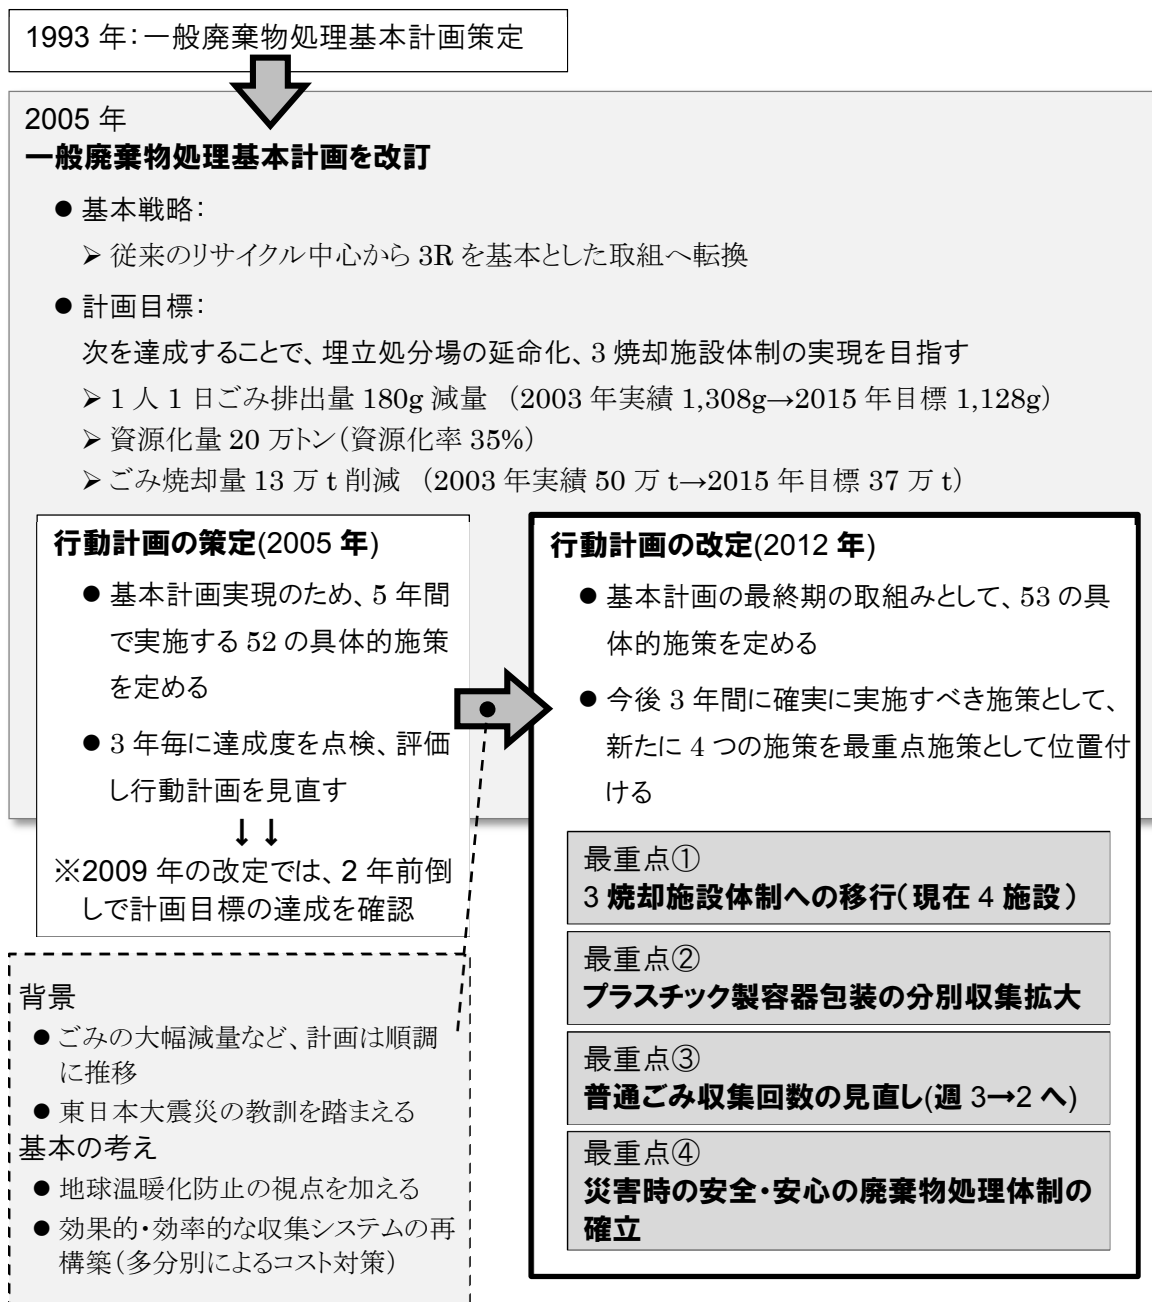 1993 年：一般廃棄物処理基本計画策定
2005 年
一般廃棄物処理基本計画を改訂
● 基本戦略：
➢ 従来のリサイクル中心から 3R を基本とした取組へ転換
● 計画目標：
次を達成することで、埋立処分場の延命化、3 焼却施設体制の実現を目指す
➢ 1 人 1 日ごみ排出量 180g 減量 （2003 年実績 1,308g→2015 年目標 1,128g）
➢ 資源化量 20 万トン（資源化率 35%）
➢ ごみ焼却量 13 万 t 削減 （2003 年実績 50 万 t→2015 年目標 37 万 t）
行動計画の策定(2005 年)
● 基本計画実現のため、5 年間
で実施する 52 の具体的施策
を定める
● 3 年毎に達成度を点検、評価
し行動計画を見直す
↓↓
※2009 年の改定では、2 年前倒
しで計画目標の達成を確認
背景
● ごみの大幅減量など、計画は順調
に推移
● 東日本大震災の教訓を踏まえる
基本の考え
● 地球温暖化防止の視点を加える
● 効果的・効率的な収集システムの再
構築（多分別によるコスト対策）
行動計画の改定(2012 年)
● 基本計画の最終期の取組みとして、53 の具
体的施策を定める
● 今後 3 年間に確実に実施すべき施策として、
新たに 4 つの施策を最重点施策として位置付
ける
最重点①
3 焼却施設体制への移行（現在 4 施設）
最重点②
プラスチック製容器包装の分別収集拡大
最重点③
普通ごみ収集回数の見直し(週 3→2 へ)
最重点④
災害時の安全・安心の廃棄物処理体制の
確立